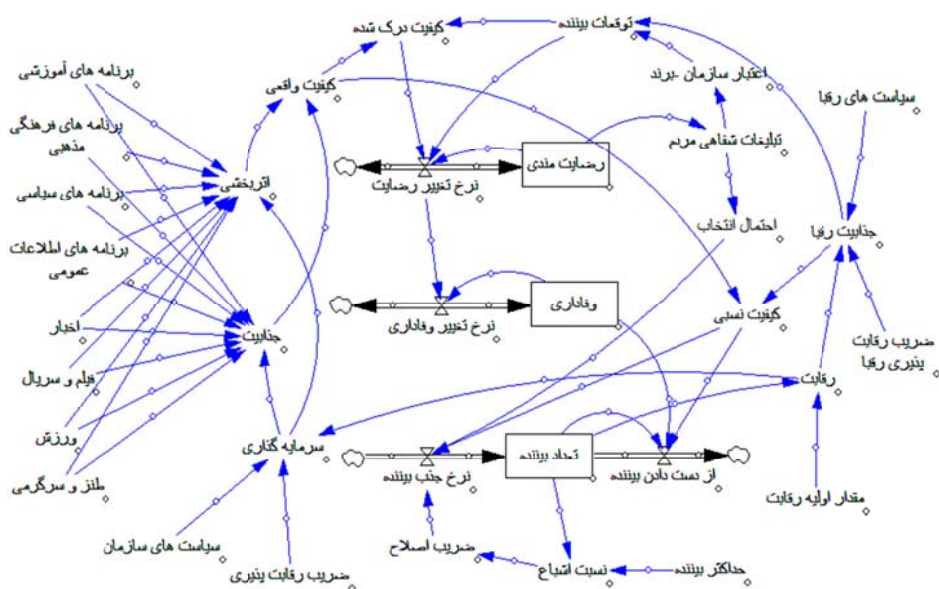 توقعات بیننده
کیفیت درک شده
اعتبار سازمان -برند
برنامه های آموزشی
کیفیت واقعی
سیاست های رقبا
برنامه های فرهنگی
مذهبی
تبلیغات شفاهی مردم
رضایت مندی
نرخ تغییر رضایت
اثربخشی
برنامه های سیاسی
احتمال انتخاب
جذابیت رقبا
برنامه های اطلاعات
عمومی
وفاداری
نرخ تغییر وفاداری
کیفیت نسبی
اخبار
جذابیت
ضریب رقابت
پذیری رقبا
فیلم و سریال
رقابت
ورزش
سرمایه گذاری
تعداد بیننده
نرخ جذب بیننده
از دست دادن بیننده
طنز و سرگرمی
مقدار اولیه رقابت
سیاست های سازمان
ضریب اصلاح
ضریب رقابت پذیری
نسبت اشباع
حداکثر بیننده